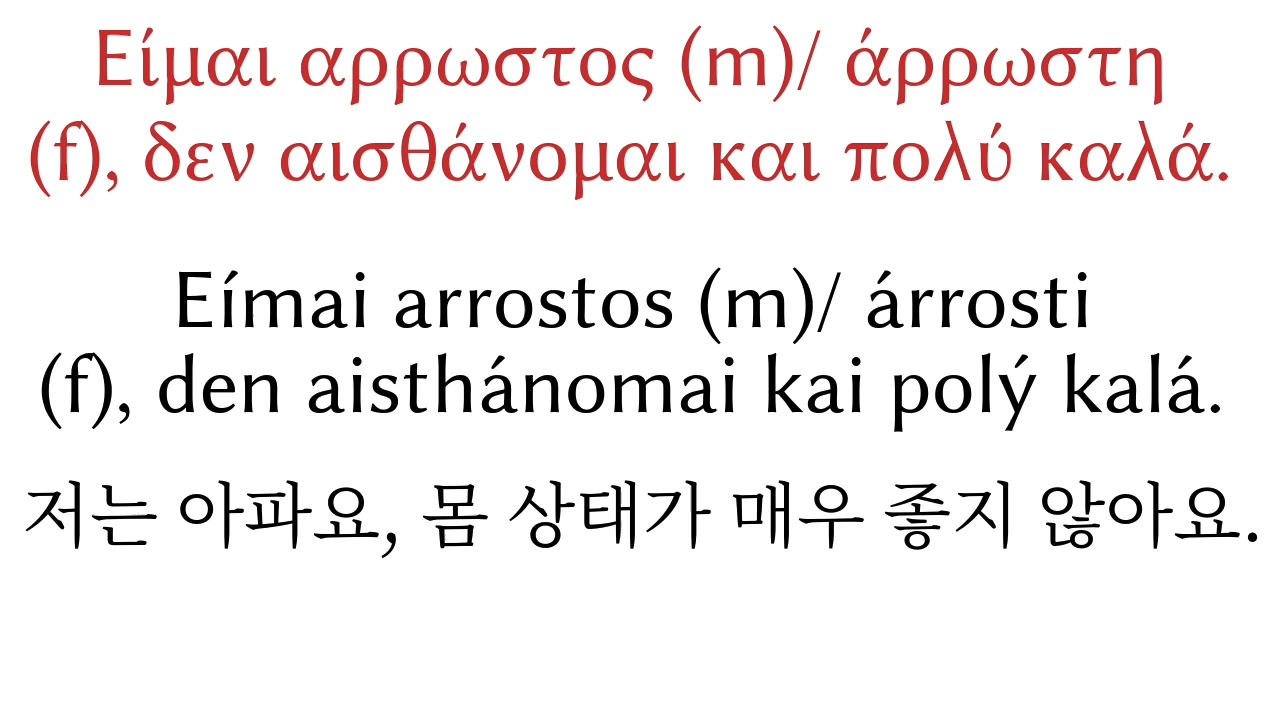 Είμαι αρρωστος (m)/ άρρωστη
(f), δεν αισθάνομαι και πολύ καλά.
Eímai arrostos (m)/ árrosti
(f), den aisthánomai kai polý kalá.
저는 아파요, 몸 상태가 매우 좋지 않아요.